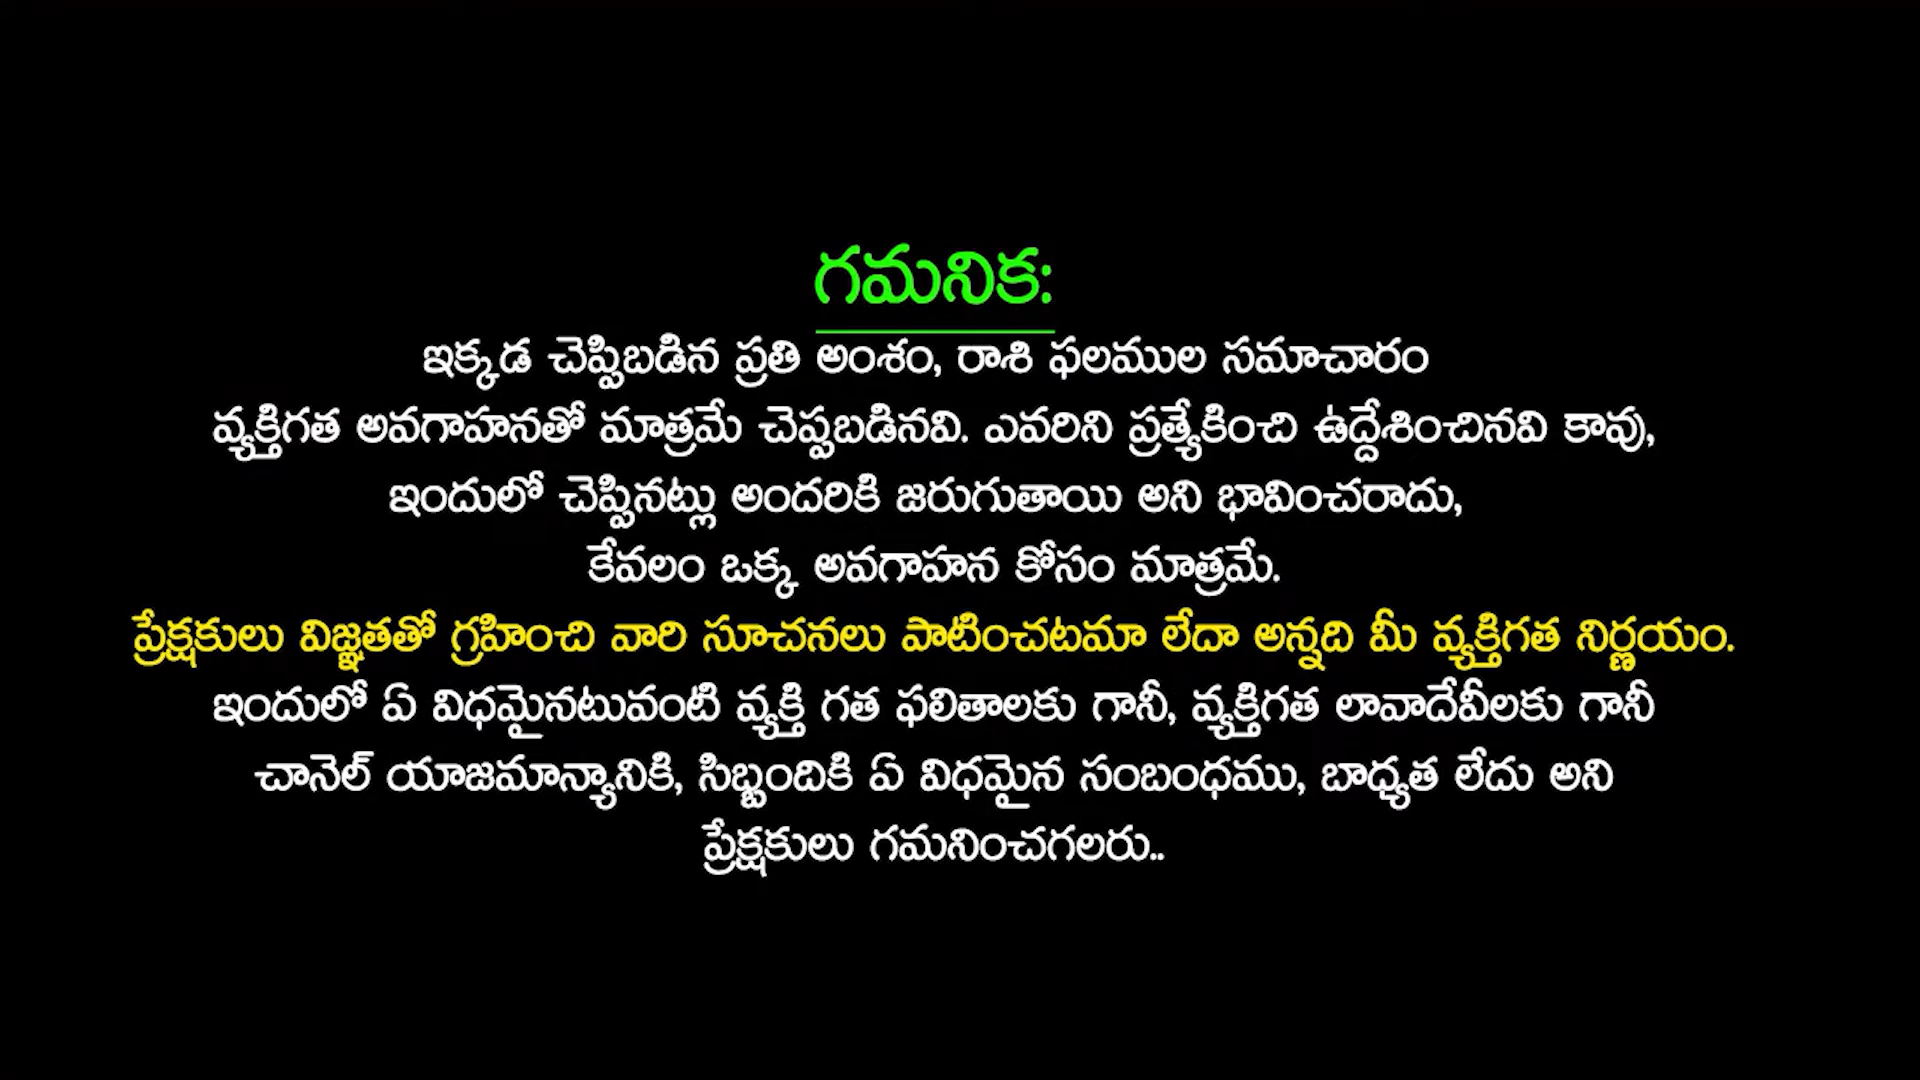 గమనిక:
ఇక్కడ చెప్పిబడిన ప్రతి అంశం, రాశి ఫలముల సమాచారం
వ్యక్తిగత అవగాహనతో మాత్రమే చెప్పబడినవి. ఎవరిని ప్రత్యేకించి ఉద్దేశించినవి కావు,
ఇందులో చెప్పినట్లు అందరికి జరుగుతాయి అని భావించరాదు,
కేవలం ఒక్క అవగాహన కోసం మాత్రమే.
ప్రేక్షకులు విజ్ఞతతో గ్రహించి వారి సూచనలు పాటించటమా లేదా అన్నది మీ వ్యక్తిగత నిర్ణయం.
ఇందులో ఏ విధమైనటువంటి వ్యక్తి గత ఫలితాలకు గానీ, వ్యక్తిగత లావాదేవీలకు గానీ
చానెల్ యాజమాన్యానికి, సిబ్బందికి ఏ విధమైన సంబంధము, బాధ్యత లేదు అని
ప్రేక్షకులు గమనించగలరు..